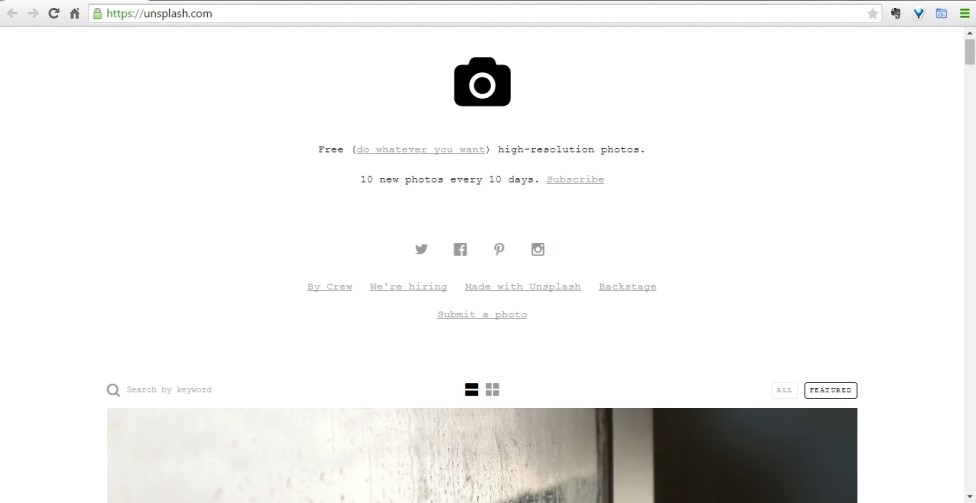 https://unsplash.com
Free (do whatever you want) high-resolution photos.
10 new photos every 10 days. Subscribe
By Crew We're hiring Made with Unsplash Backstage
Submit a photo
Search by keyword ALL FEATURED